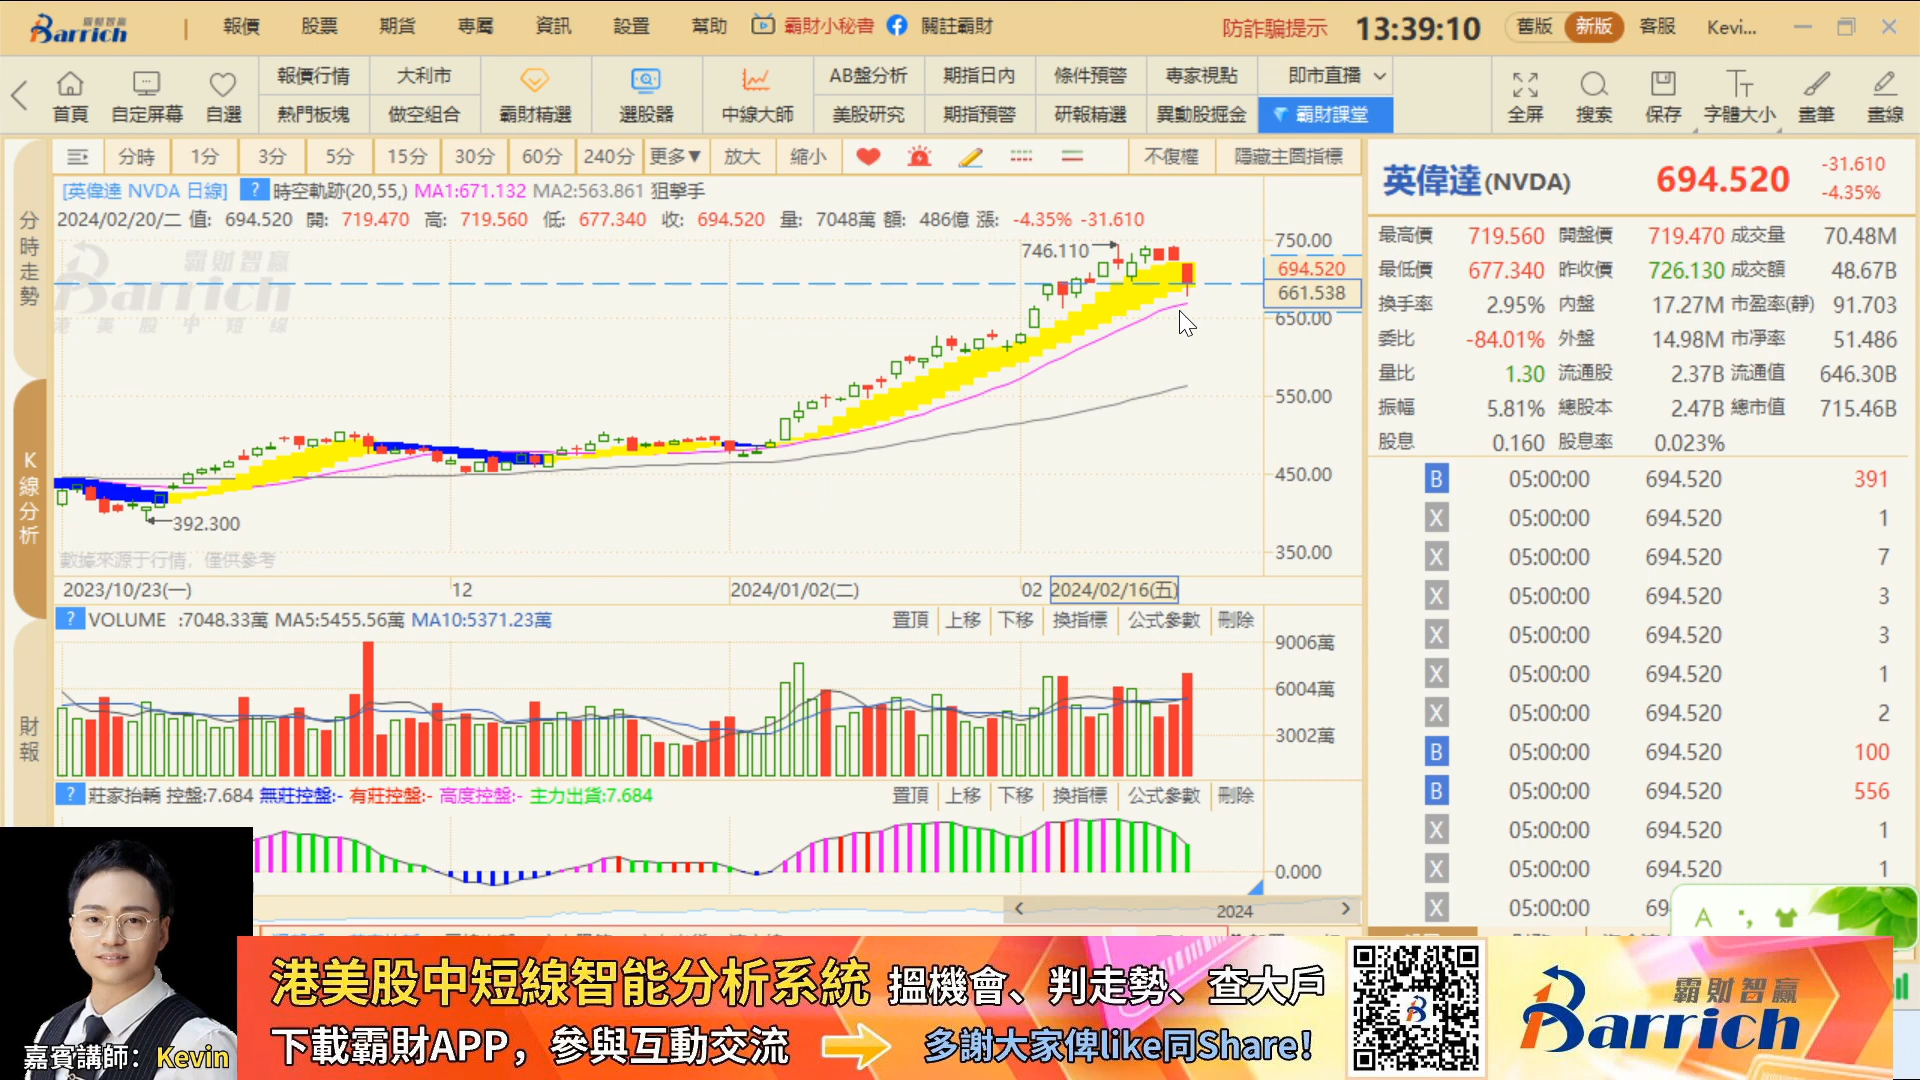 Barrich 霸財智贏 報價 股票 期貨 專屬 資訊 設置 幫助 霸財小秘書 關註霸財 防詐騙提示 13:39:10 舊版 新版 客服 Kevi...
首頁 自定屏幕 自選 報價行情 大利市 霸財精選 選股器 中線大師 AB盤分析 期指日內 條件預警 專家視點 即市直播 全屏 搜索 保存 字體大小 畫筆 畫線
熱門板塊 做空組合 美股研究 期指預警 研報精選 異動股掘金 霸財課堂
分時 1分 3分 5分 15分 30分 60分 240分 更多▼ 放大 縮小 不復權 隱藏主圖指標
分時走勢
K線分析
財報
[英偉達 NVDA 日線] ? 時空軌跡(20,55,) MA1:671.132 MA2:563.861 狙擊手
2024/02/20/二 值: 694.520 開: 719.470 高: 719.560 低: 677.340 收: 694.520 量: 7048萬 額: 486億 漲: -4.35% -31.610
霸財智贏
Barrich
港美股中短線
746.110
392.300
750.00
694.520
661.538
650.00
550.00
450.00
350.00
數據來源于行情，僅供參考
2023/10/23(一) 12 2024/01/02(二) 02 2024/02/16(五)
? VOLUME :7048.33萬 MA5:5455.56萬 MA10:5371.23萬 置頂 上移 下移 換指標 公式參數 刪除
9006萬
6004萬
3002萬
? 莊家抬轎 控盤:7.684 無莊控盤:- 有莊控盤:- 高度控盤:- 主力出貨:7.684 置頂 上移 下移 換指標 公式參數 刪除
0.000
2024
英偉達(NVDA) 694.520 -31.610
-4.35%
最高價 719.560 開盤價 719.470 成交量 70.48M
最低價 677.340 昨收價 726.130 成交額 48.67B
換手率 2.95% 內盤 17.27M 市盈率(靜) 91.703
委比 -84.01% 外盤 14.98M 市凈率 51.486
量比 1.30 流通股 2.37B 流通值 646.30B
振幅 5.81% 總股本 2.47B 總市值 715.46B
股息 0.160 股息率 0.023%
B 05:00:00 694.520 391
X 05:00:00 694.520 1
X 05:00:00 694.520 7
X 05:00:00 694.520 3
X 05:00:00 694.520 3
X 05:00:00 694.520 1
X 05:00:00 694.520 2
B 05:00:00 694.520 100
B 05:00:00 694.520 556
X 05:00:00 694.520 1
X 05:00:00 694.520 1
X 05:00:00 69
A
港美股中短線智能分析系統 搵機會、判走勢、查大戶
下載霸財APP，參與互動交流 多謝大家俾like同Share!
霸財智贏
Barrich
嘉賓講師：Kevin